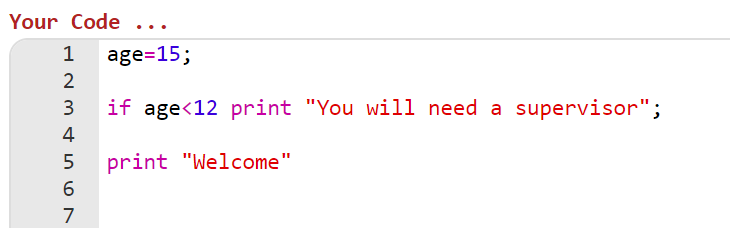 Your Code ...
1 age=15;
2
3 if age<12 print "You will need a supervisor";
4
5 print "Welcome"
6
7